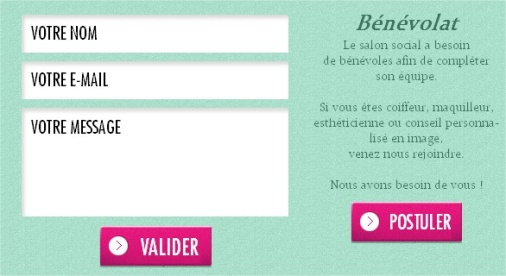 VOTRE NOM
VOTRE E-MAIL
VOTRE MESSAGE
VALIDER
Bénévolat
Le salon social a besoin
de bénévoles afin de compléter
son équipe.
Si vous êtes coiffeur, maquilleur,
esthéticienne ou conseil personna-
lisé en image,
venez nous rejoindre.
Nous avons besoin de vous !
POSTULER